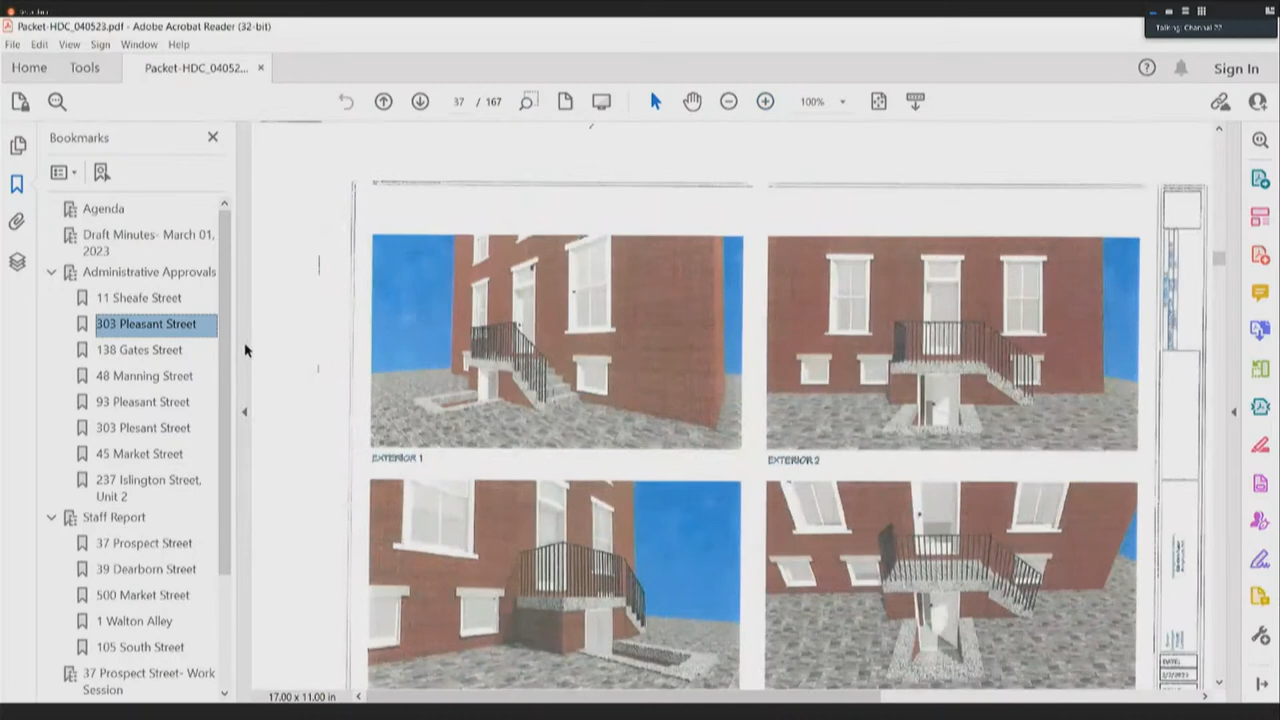 Packet-HDC_040523.pdf - Adobe Acrobat Reader (32-bit)
Talking: Channel 22
File Edit View Sign Window Help
Home Tools Packet-HDC_04052... × Sign In
37 / 167 100%
Bookmarks
Agenda
Draft Minutes- March 01,
2023
Administrative Approvals
11 Sheafe Street
303 Pleasant Street
138 Gates Street
48 Manning Street
93 Pleasant Street
303 Plesant Street
45 Market Street
237 Islington Street,
Unit 2
Staff Report
37 Prospect Street
39 Dearborn Street
500 Market Street
1 Walton Alley
105 South Street
37 Prospect Street- Work
Session
EXTERIOR 1
EXTERIOR 2
DATE:
17.00 x 11.00 in